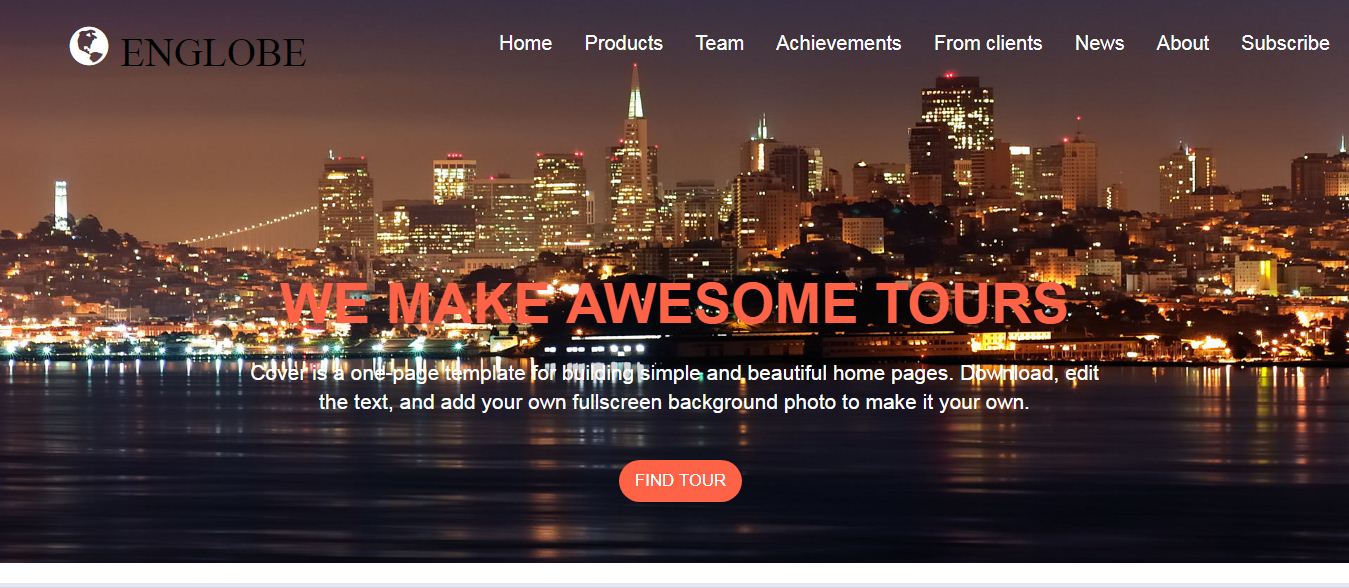 ENGLOBE
Home Products Team Achievements From clients News About Subscribe
WE MAKE AWESOME TOURS
Cover is a one-page template for building simple and beautiful home pages. Download, edit
the text, and add your own fullscreen background photo to make it your own.
FIND TOUR